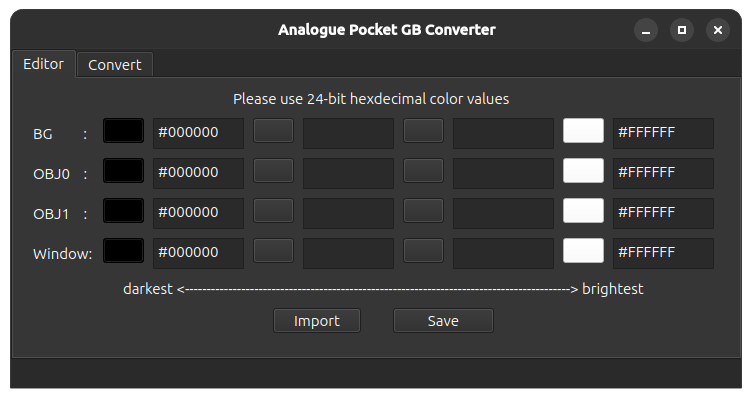 Analogue Pocket GB Converter
Editor Convert
Please use 24-bit hexdecimal color values
BG : #000000 #FFFFFF
OBJ0 : #000000 #FFFFFF
OBJ1 : #000000 #FFFFFF
Window: #000000 #FFFFFF
darkest <------------------------------------------------------------------------------------------> brightest
Import Save